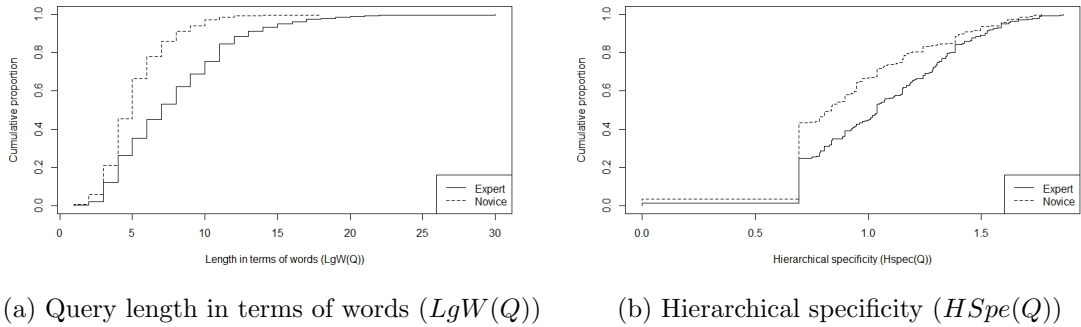 Cumulative proportion
0.0 0.2 0.4 0.6 0.8 1.0
0 5 10 15 20 25 30
Length in terms of words (LgW(Q))
Expert
Novice
(a) Query length in terms of words (LgW(Q))
Cumulative proportion
0.0 0.2 0.4 0.6 0.8 1.0
0.0 0.5 1.0 1.5
Hierarchical specificity (Hspec(Q))
Expert
Novice
(b) Hierarchical specificity (HSpe(Q))